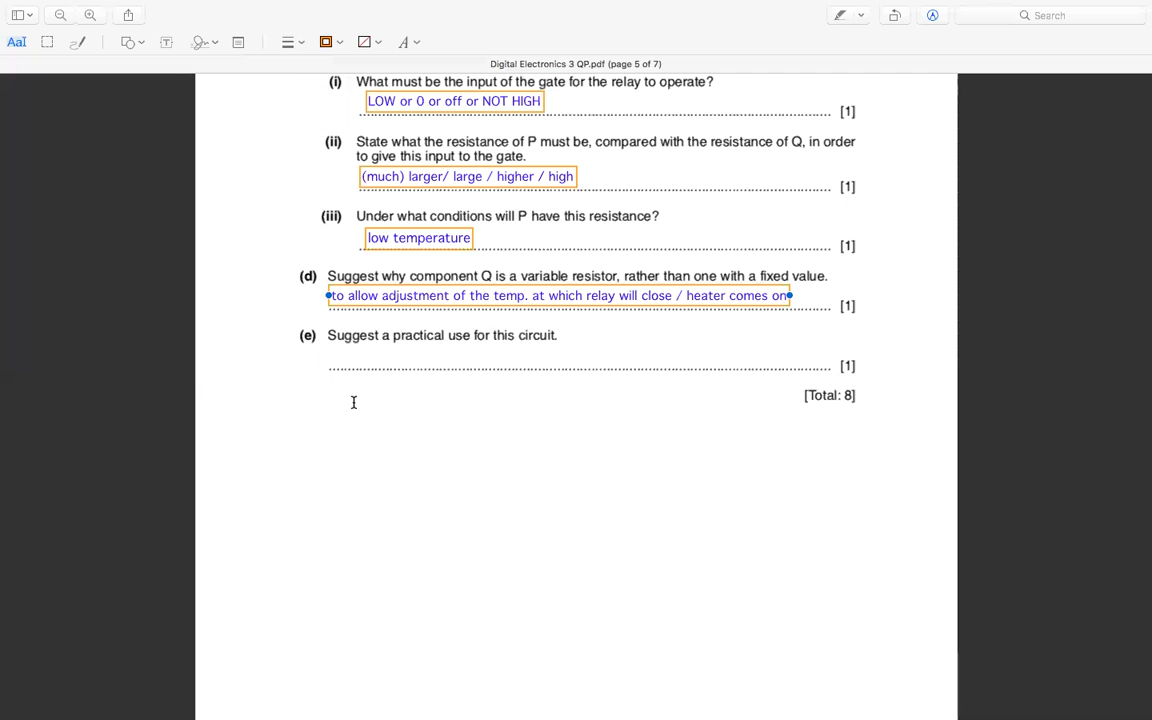 Search
AaI
Digital Electronics 3 QP.pdf (page 5 of 7)
(i) What must be the input of the gate for the relay to operate?
LOW or 0 or off or NOT HIGH
[1]
(ii) State what the resistance of P must be, compared with the resistance of Q, in order
to give this input to the gate.
(much) larger/ large / higher / high
[1]
(iii) Under what conditions will P have this resistance?
low temperature
[1]
(d) Suggest why component Q is a variable resistor, rather than one with a fixed value.
to allow adjustment of the temp. at which relay will close / heater comes on
[1]
(e) Suggest a practical use for this circuit.
[1]
[Total: 8]